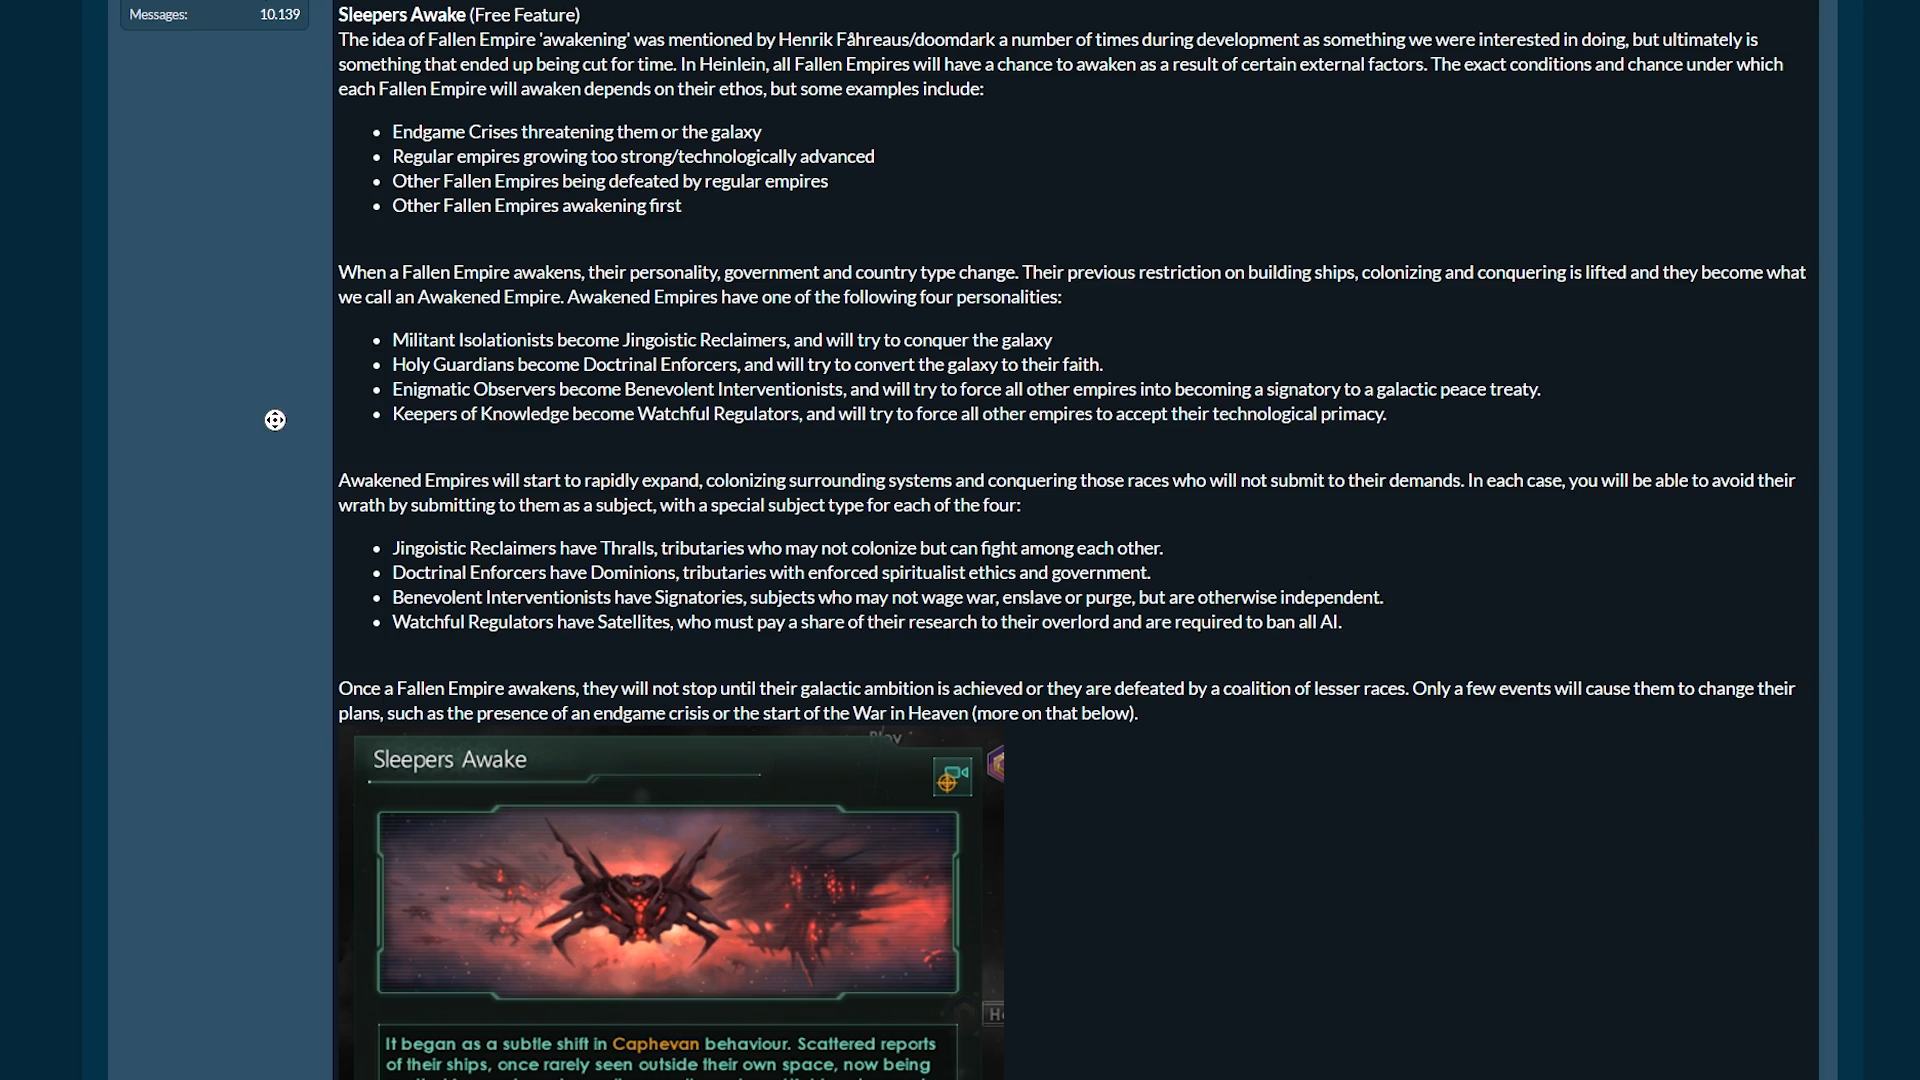 Messages: 10.139
Sleepers Awake (Free Feature)
The idea of Fallen Empire 'awakening' was mentioned by Henrik Fåhreaus/doomdark a number of times during development as something we were interested in doing, but ultimately is
something that ended up being cut for time. In Heinlein, all Fallen Empires will have a chance to awaken as a result of certain external factors. The exact conditions and chance under which
each Fallen Empire will awaken depends on their ethos, but some examples include:
• Endgame Crises threatening them or the galaxy
• Regular empires growing too strong/technologically advanced
• Other Fallen Empires being defeated by regular empires
• Other Fallen Empires awakening first
When a Fallen Empire awakens, their personality, government and country type change. Their previous restriction on building ships, colonizing and conquering is lifted and they become what
we call an Awakened Empire. Awakened Empires have one of the following four personalities:
• Militant Isolationists become Jingoistic Reclaimers, and will try to conquer the galaxy
• Holy Guardians become Doctrinal Enforcers, and will try to convert the galaxy to their faith.
• Enigmatic Observers become Benevolent Interventionists, and will try to force all other empires into becoming a signatory to a galactic peace treaty.
• Keepers of Knowledge become Watchful Regulators, and will try to force all other empires to accept their technological primacy.
Awakened Empires will start to rapidly expand, colonizing surrounding systems and conquering those races who will not submit to their demands. In each case, you will be able to avoid their
wrath by submitting to them as a subject, with a special subject type for each of the four:
• Jingoistic Reclaimers have Thralls, tributaries who may not colonize but can fight among each other.
• Doctrinal Enforcers have Dominions, tributaries with enforced spiritualist ethics and government.
• Benevolent Interventionists have Signatories, subjects who may not wage war, enslave or purge, but are otherwise independent.
• Watchful Regulators have Satellites, who must pay a share of their research to their overlord and are required to ban all AI.
Once a Fallen Empire awakens, they will not stop until their galactic ambition is achieved or they are defeated by a coalition of lesser races. Only a few events will cause them to change their
plans, such as the presence of an endgame crisis or the start of the War in Heaven (more on that below).
Sleepers Awake
It began as a subtle shift in Caphevan behaviour. Scattered reports
of their ships, once rarely seen outside their own space, now being